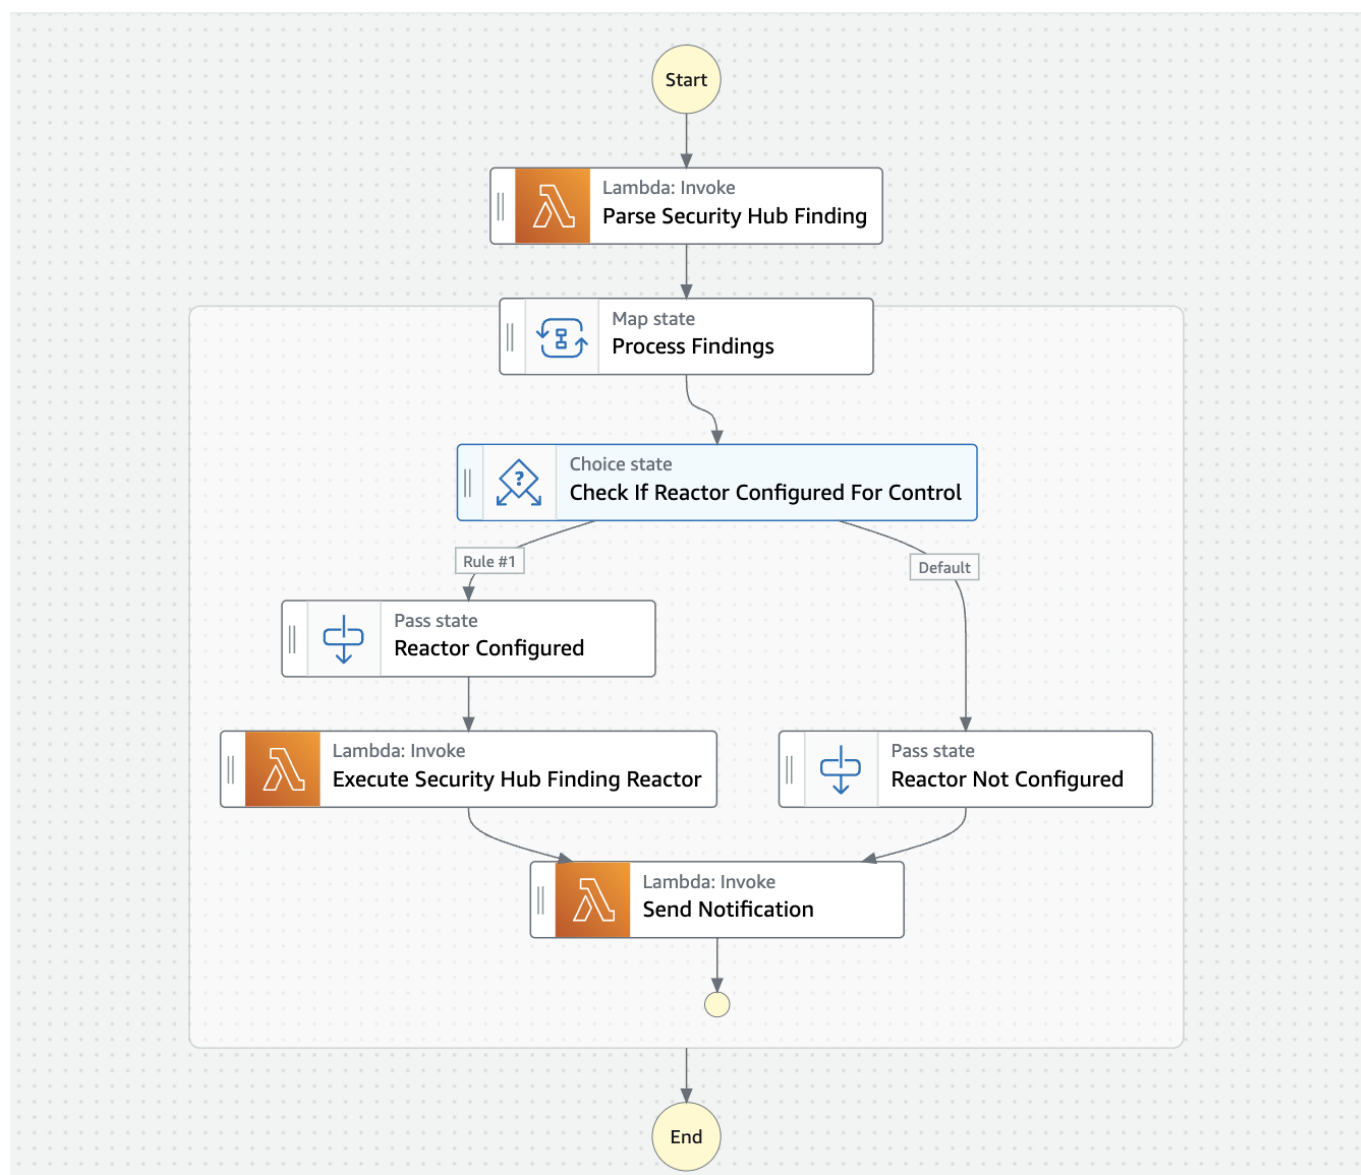 Start
Lambda: Invoke
Parse Security Hub Finding
Map state
Process Findings
Choice state
Check If Reactor Configured For Control
Rule #1
Default
Pass state
Reactor Configured
Lambda: Invoke
Execute Security Hub Finding Reactor
Pass state
Reactor Not Configured
Lambda: Invoke
Send Notification
End